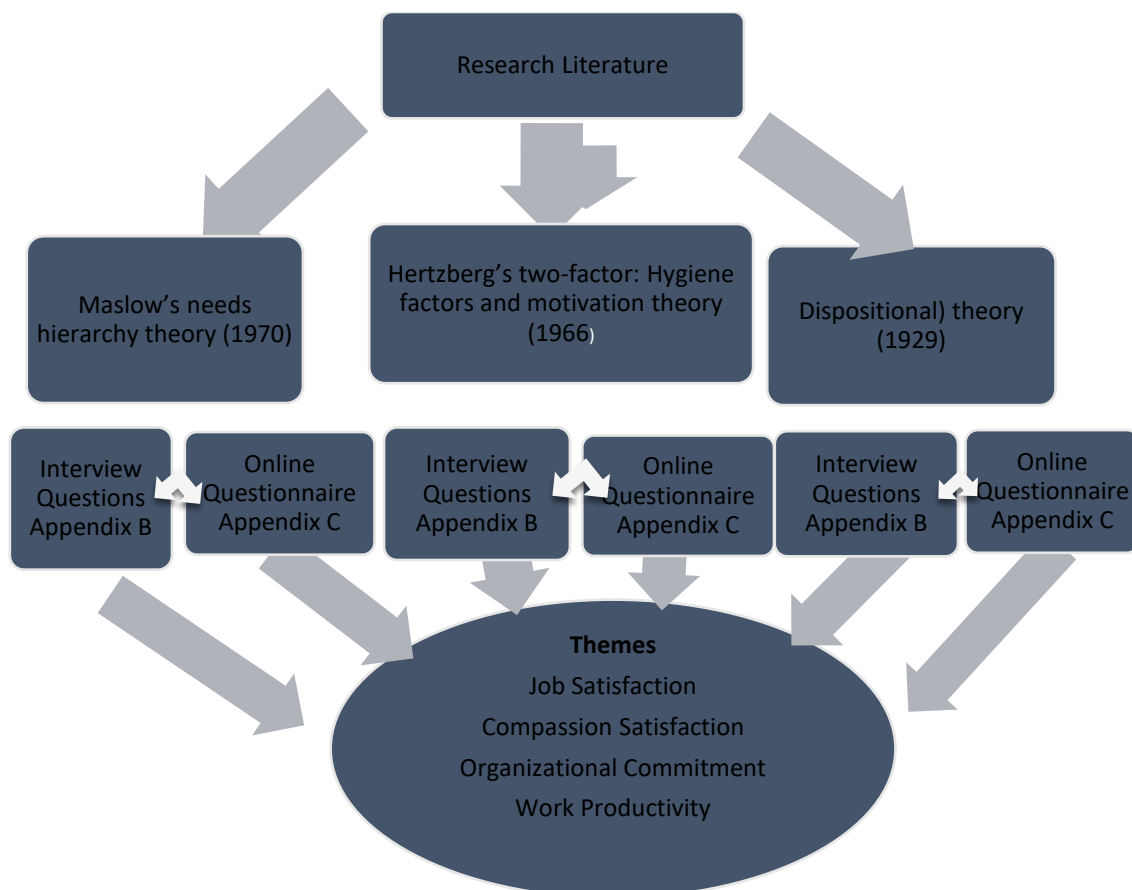 Research Literature
Maslow’s needs
hierarchy theory (1970)
Hertzberg’s two-factor: Hygiene
factors and motivation theory
(1966)
Dispositional) theory
(1929)
Interview
Questions
Appendix B
Online
Questionnaire
Appendix C
Interview
Questions
Appendix B
Online
Questionnaire
Appendix C
Interview
Questions
Appendix B
Online
Questionnaire
Appendix C
Themes
Job Satisfaction
Compassion Satisfaction
Organizational Commitment
Work Productivity